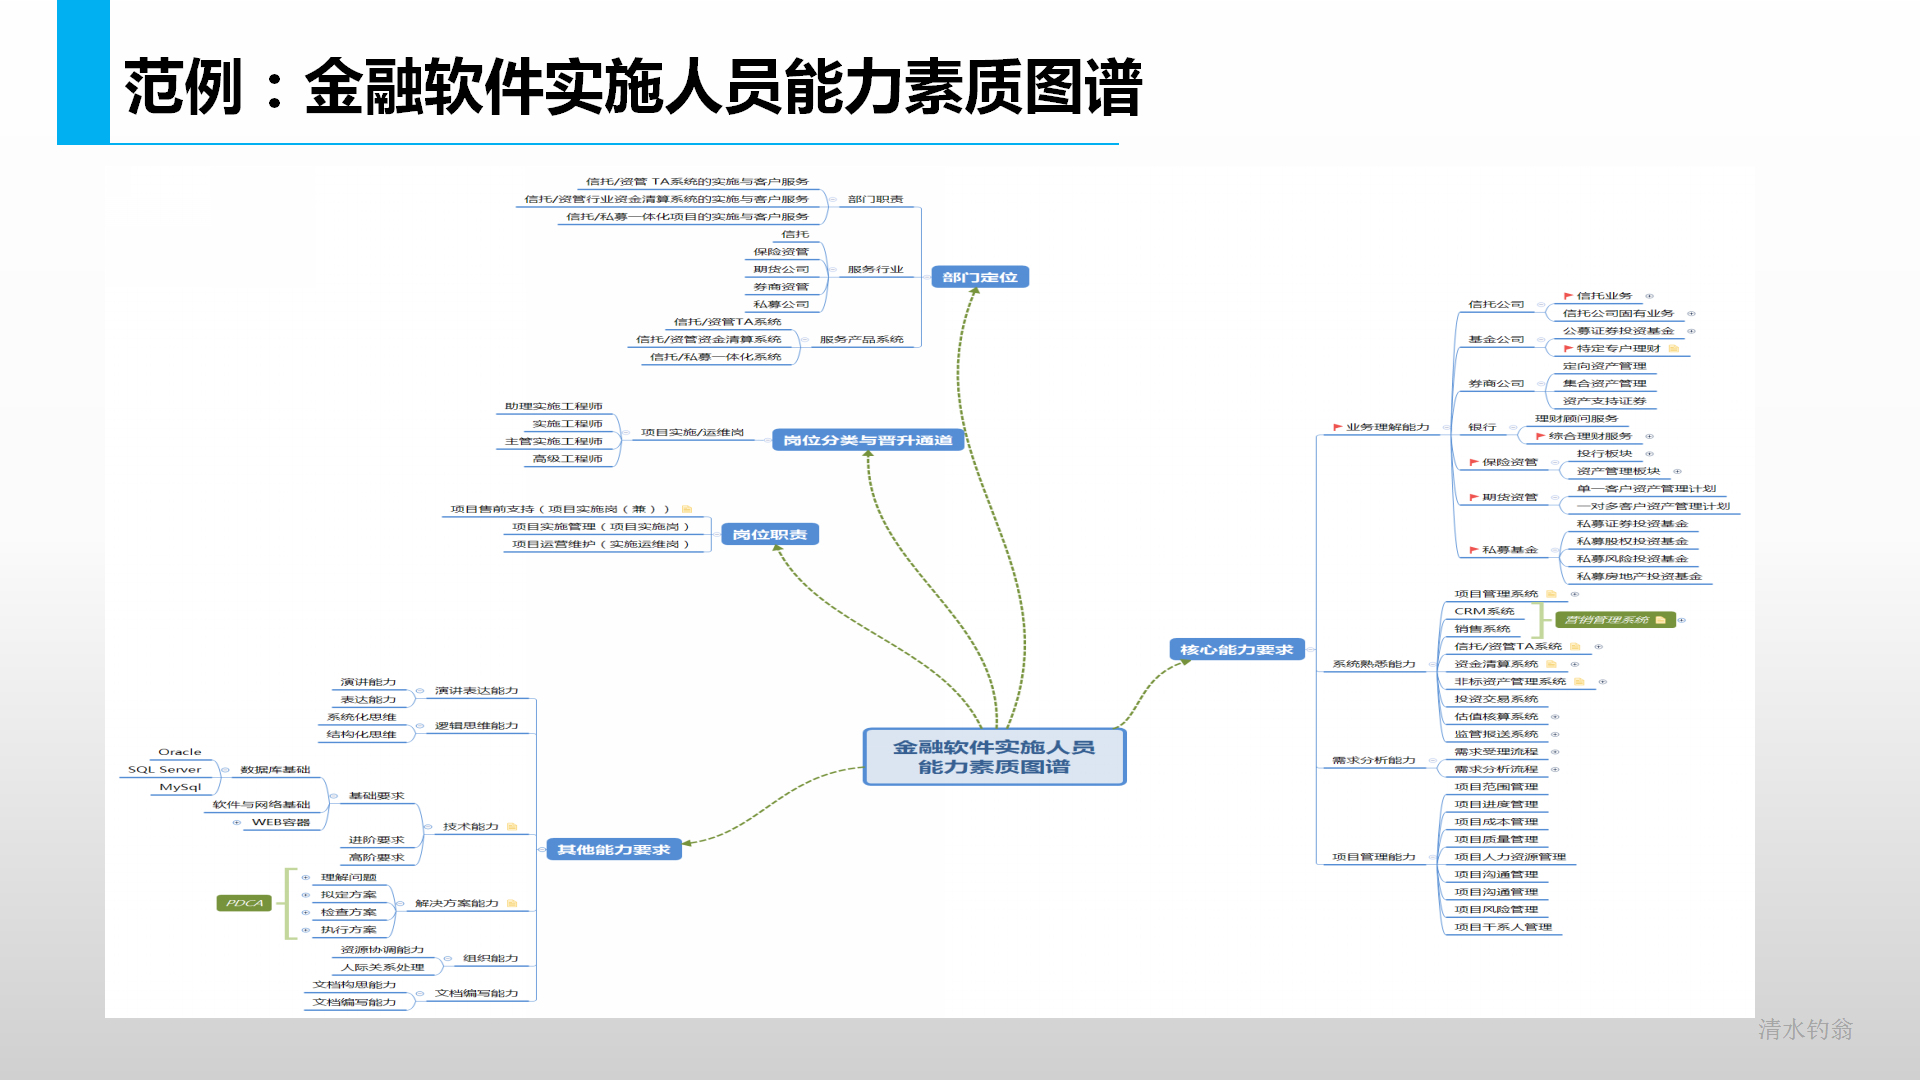 范例：金融软件实施人员能力素质图谱
信托/资管 TA系统的实施与客户服务
信托/资管行业资金清算系统的实施与客户服务
信托/私募一体化项目的实施与客户服务
部门职责
信托
保险资管
期货公司
券商资管
私募公司
服务行业
信托/资管TA系统
信托/资管资金清算系统
信托/私募一体化系统
服务产品系统
部门定位
助理实施工程师
实施工程师
主管实施工程师
高级工程师
项目实施/运维岗
岗位分类与晋升通道
项目售前支持（项目实施岗（兼））
项目实施管理（项目实施岗）
项目运营维护（实施运维岗）
岗位职责
金融软件实施人员
能力素质图谱
演讲能力
表达能力
演讲表达能力
系统化思维
结构化思维
逻辑思维能力
Oracle
SQL Server
MySql
数据库基础
软件与网络基础
WEB容器
基础要求
进阶要求
高阶要求
技术能力
PDCA
理解问题
拟定方案
检查方案
执行方案
解决方案能力
资源协调能力
人际关系处理
组织能力
文档构思能力
文档编写能力
文档编写能力
其他能力要求
核心能力要求
业务理解能力
信托公司
信托业务
信托公司固有业务
基金公司
公募证券投资基金
特定专户理财
券商公司
定向资产管理
集合资产管理
资产支持证券
银行
理财顾问服务
综合理财服务
保险资管
投行板块
资产管理板块
期货资管
单一客户资产管理计划
一对多客户资产管理计划
私募基金
私募证券投资基金
私募股权投资基金
私募风险投资基金
私募房地产投资基金
系统熟悉能力
项目管理系统
CRM系统
销售系统
营销管理系统
信托/资管TA系统
资金清算系统
非标资产管理系统
投资交易系统
估值核算系统
监管报送系统
需求分析能力
需求受理流程
需求分析流程
项目管理能力
项目范围管理
项目进度管理
项目成本管理
项目质量管理
项目人力资源管理
项目沟通管理
项目沟通管理
项目风险管理
项目干系人管理
清水钓翁